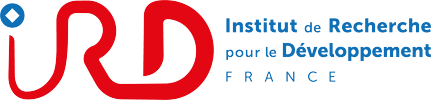 iRD
Institut de Recherche
pour le Développement
FRANCE